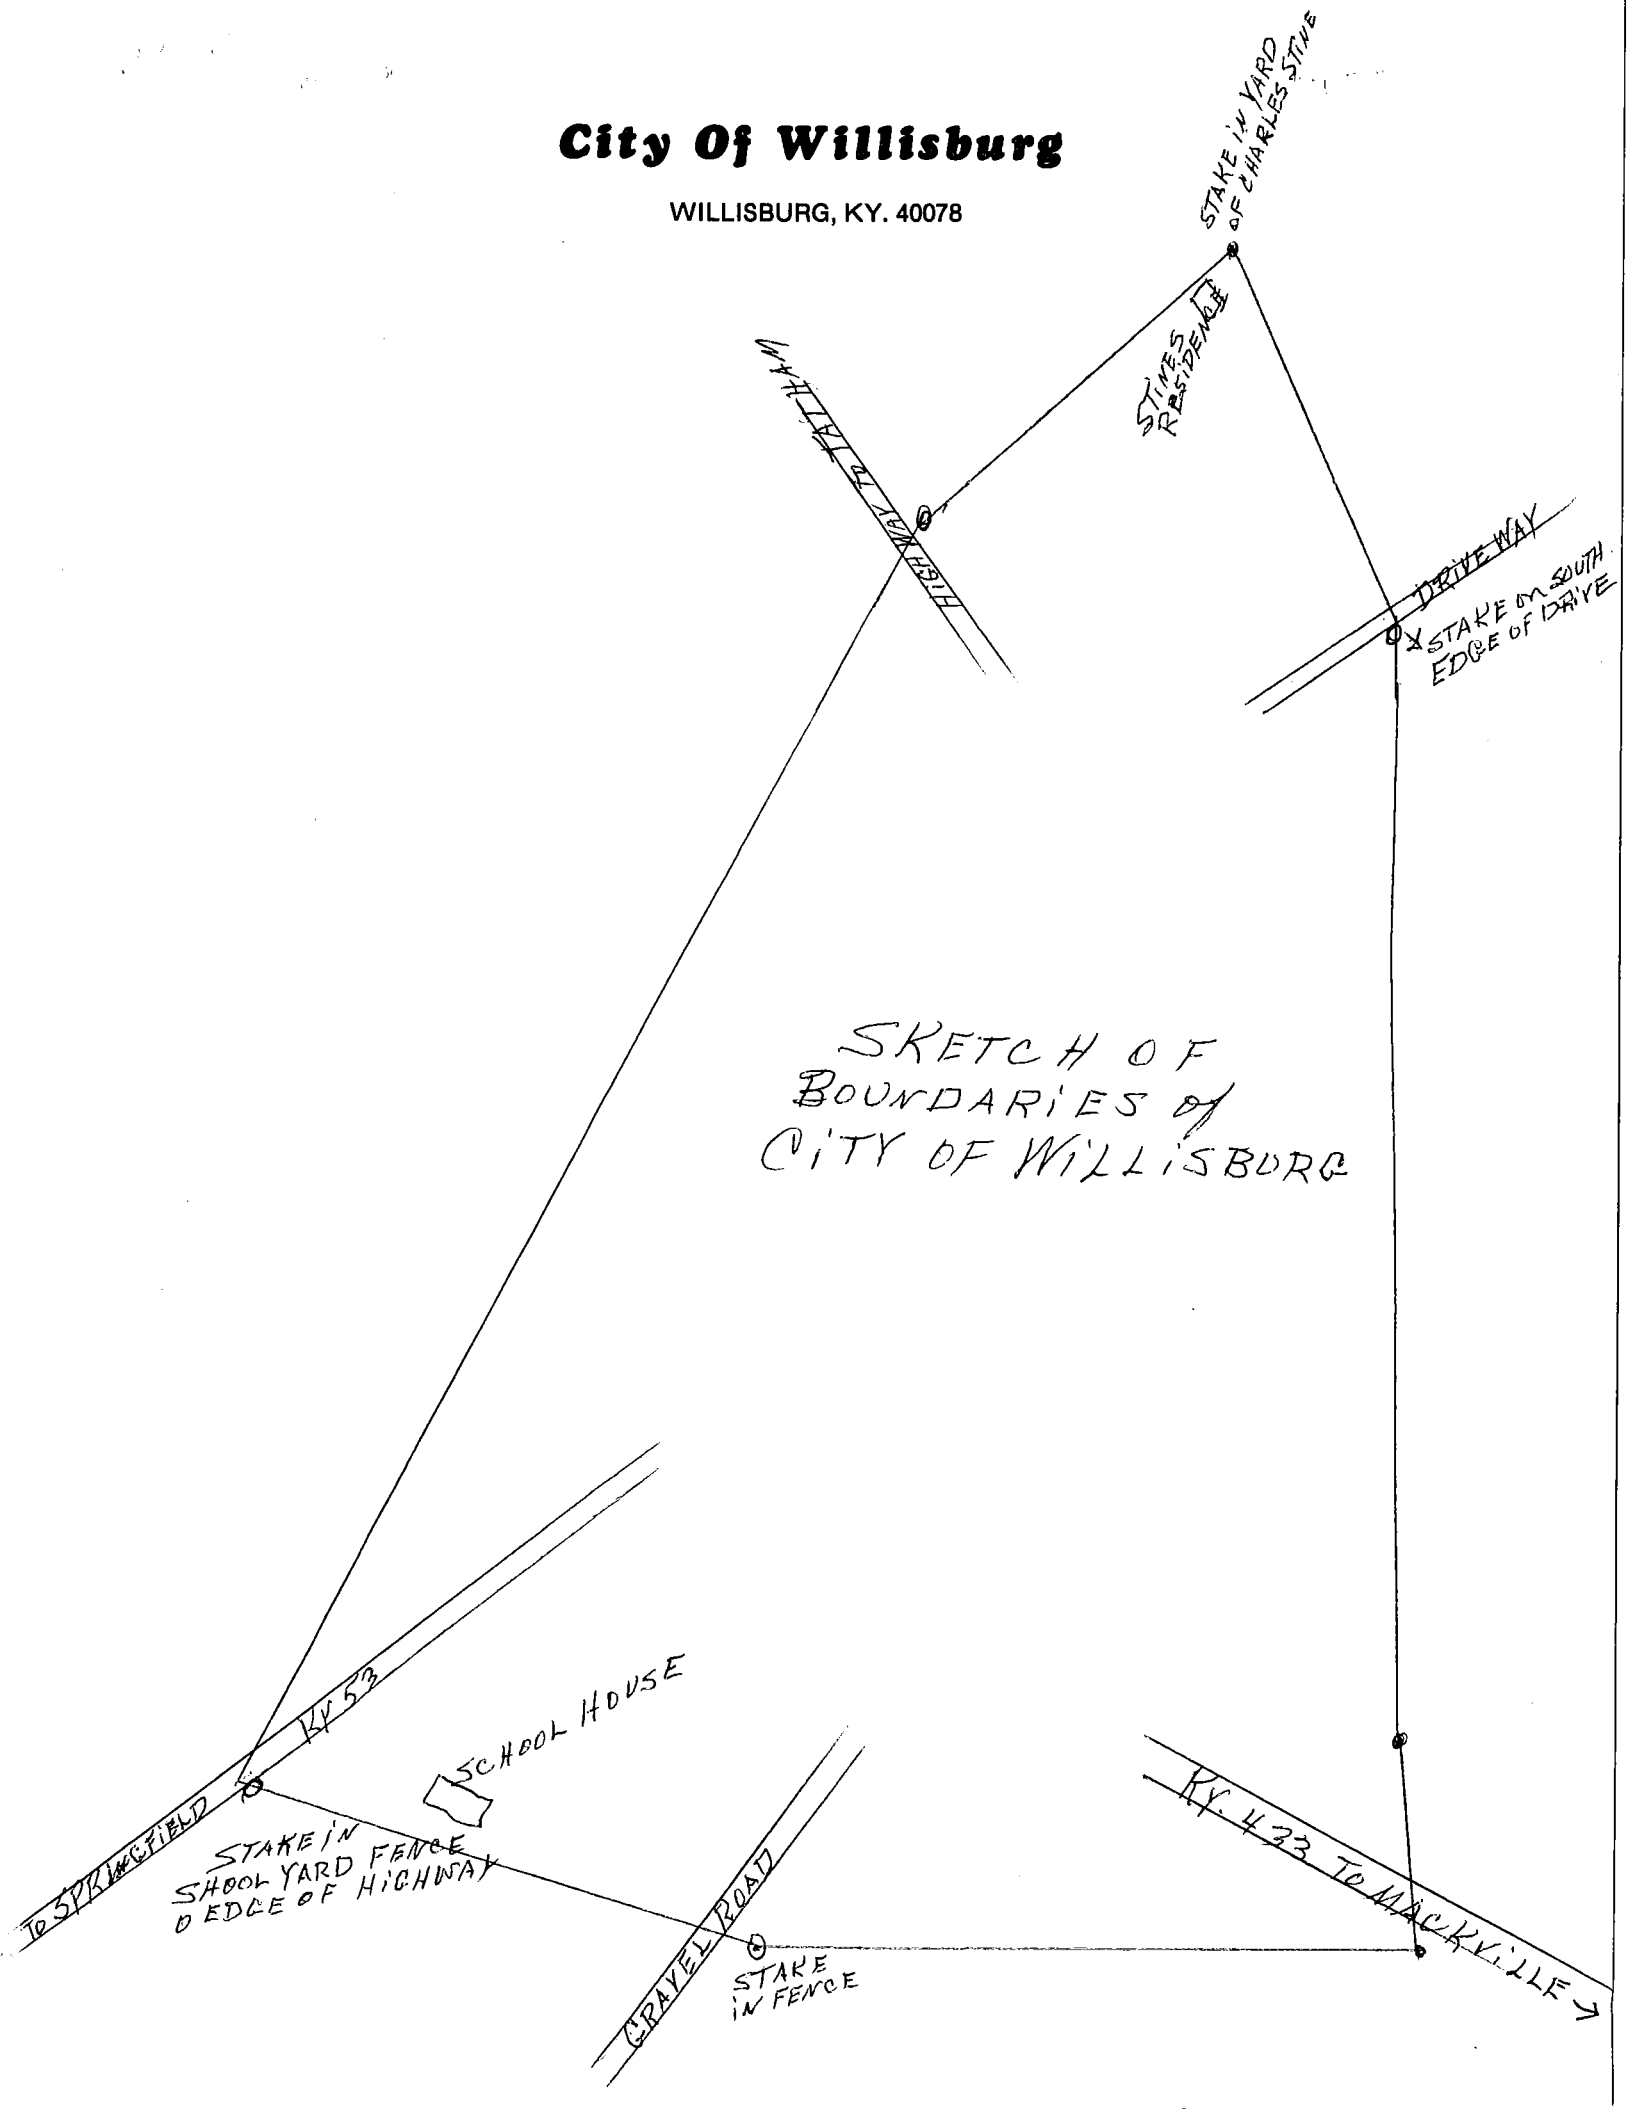 City Of Willisburg
WILLISBURG, KY. 40078
STAKE IN YARD
OF CHARLES STINE
STINES
RESIDENCE
HIGHWAY TO TATHAM
DRIVEWAY
STAKE ON SOUTH
EDGE OF DRIVE
SKETCH OF
BOUNDARIES of
CITY OF WILLISBURG
KY 53
TO SPRINGFIELD
SCHOOL HOUSE
STAKE IN
SHOOL YARD FENCE
EDGE OF HIGHWAY
GRAVEL ROAD
STAKE
IN FENCE
KY. 433 TO MACKVILLE →